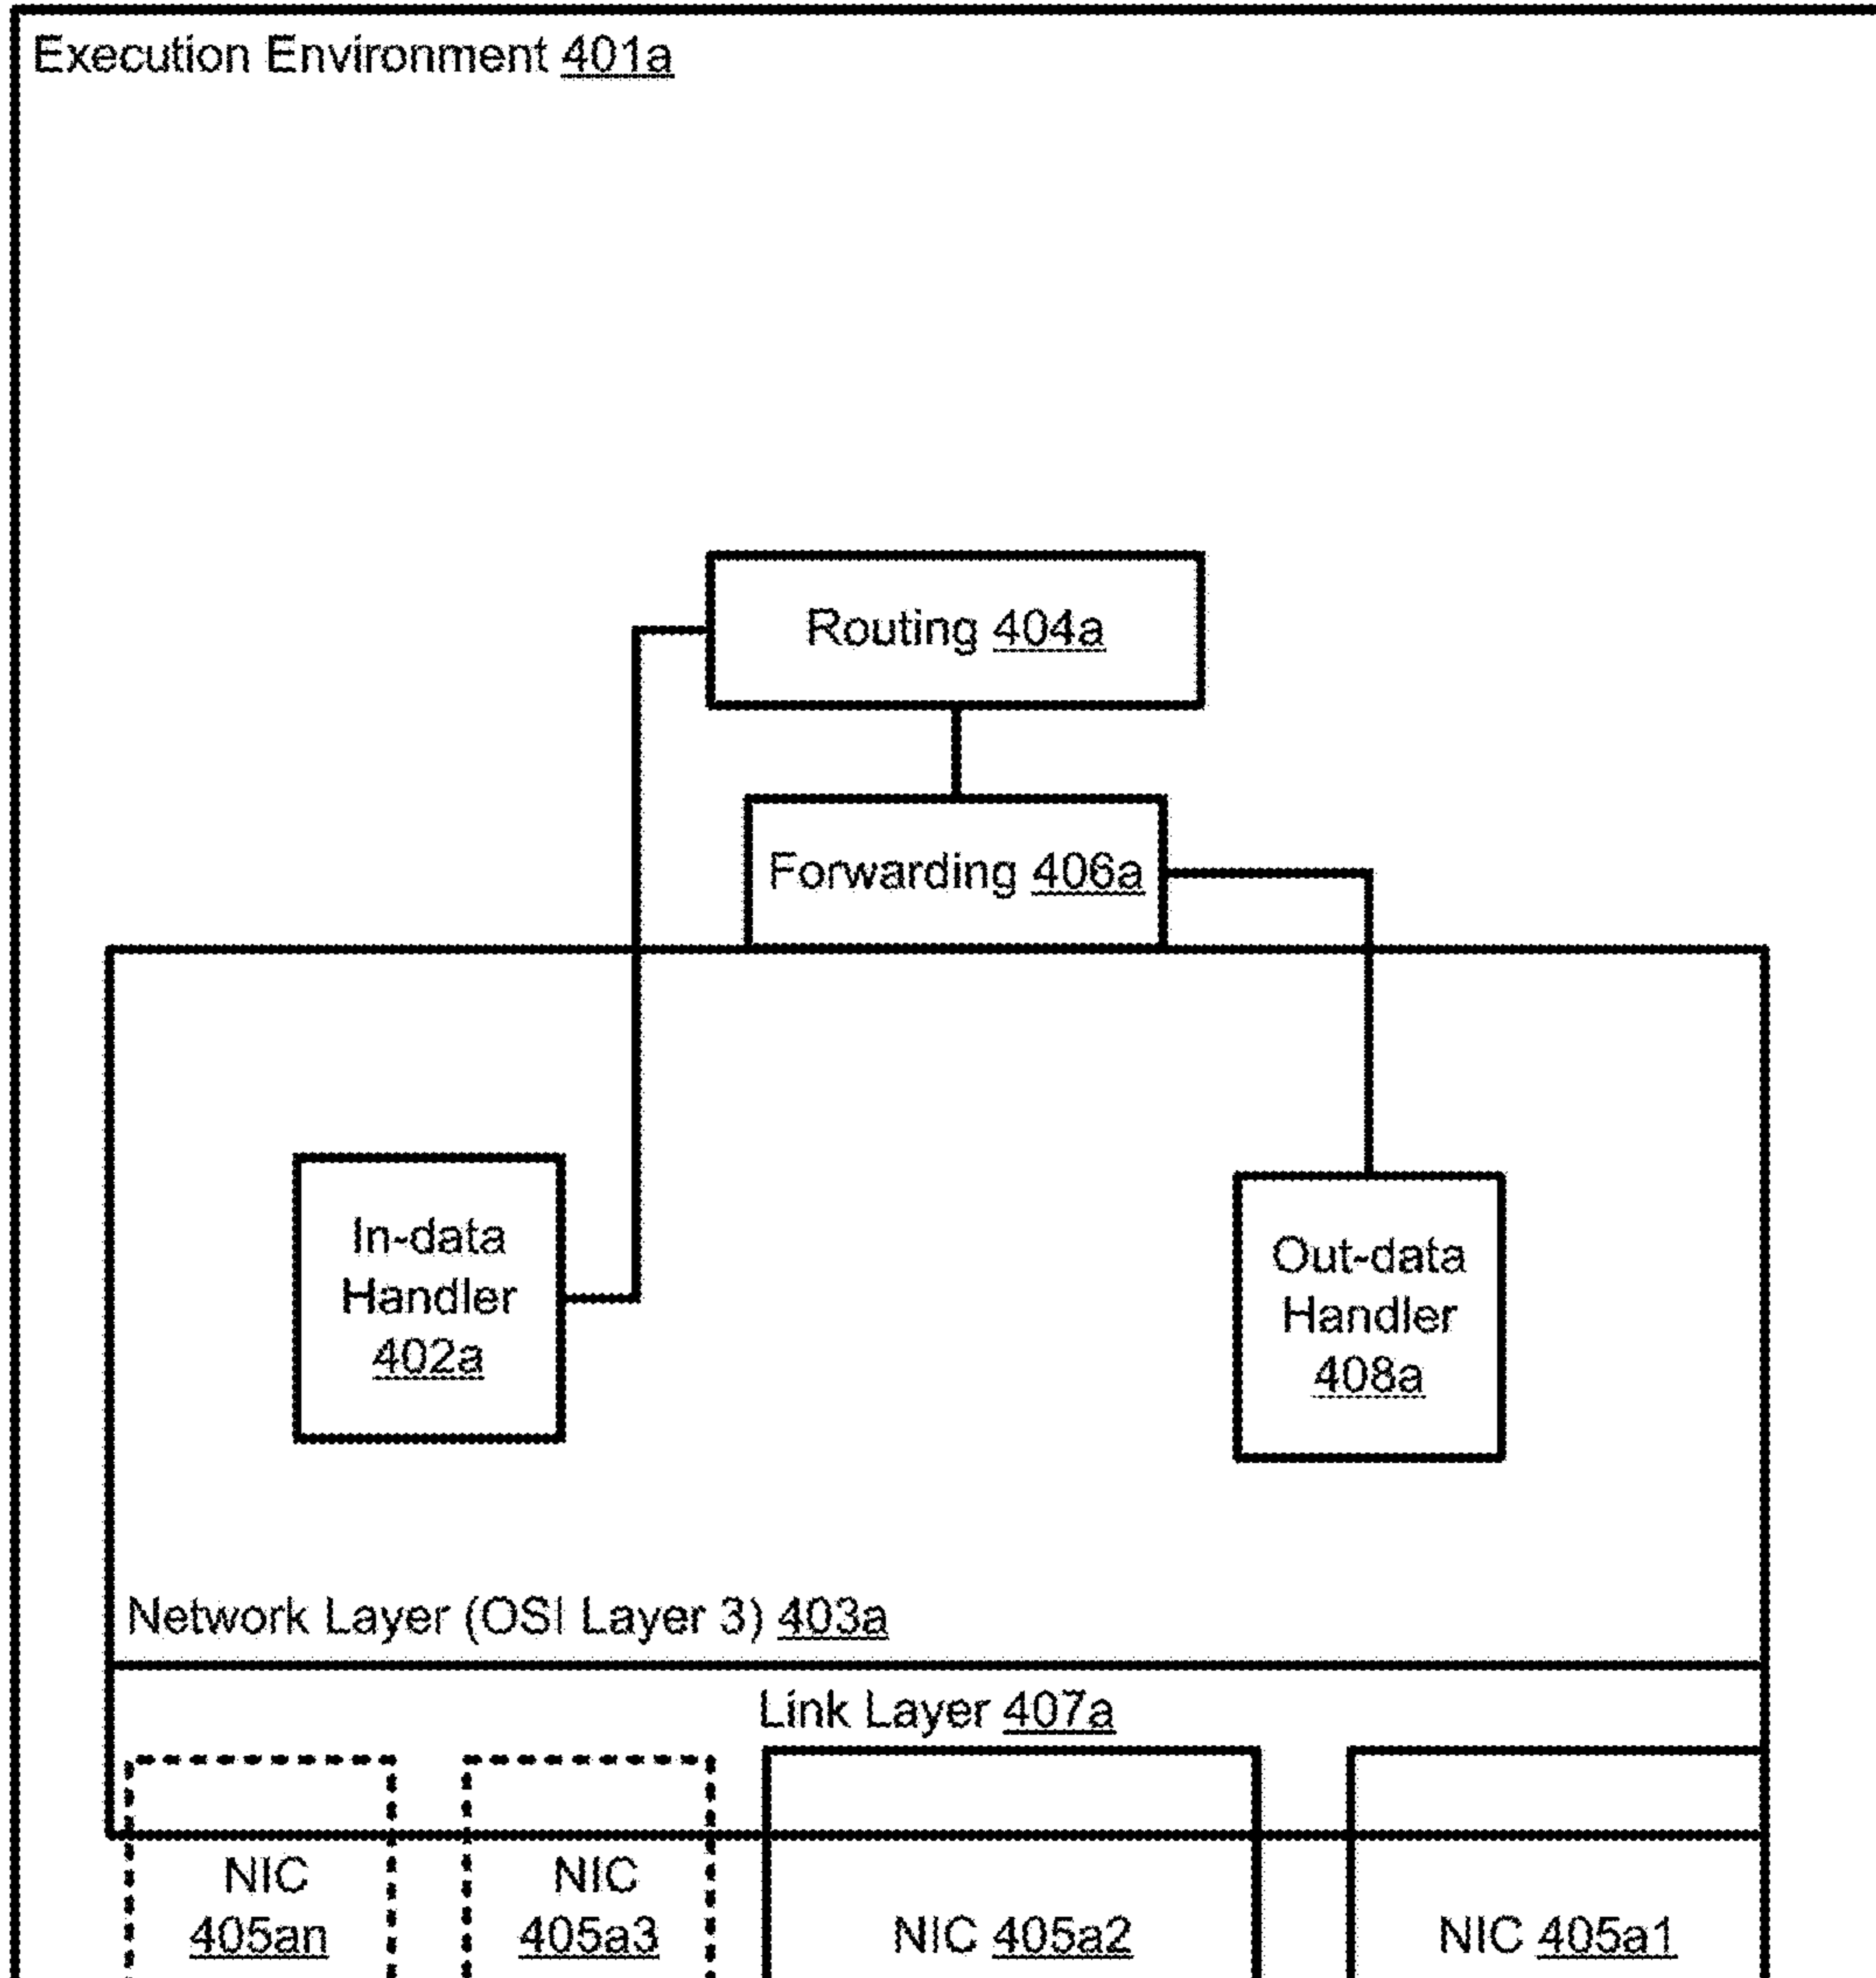 Execution Environment 401a
Routing 404a
Forwarding 406a
In-data
Handler
402a
Out-data
Handler
408a
Network Layer (OSI Layer 3) 403a
Link Layer 407a
NIC
405an
NIC
405a3
NIC 405a2
NIC 405a1